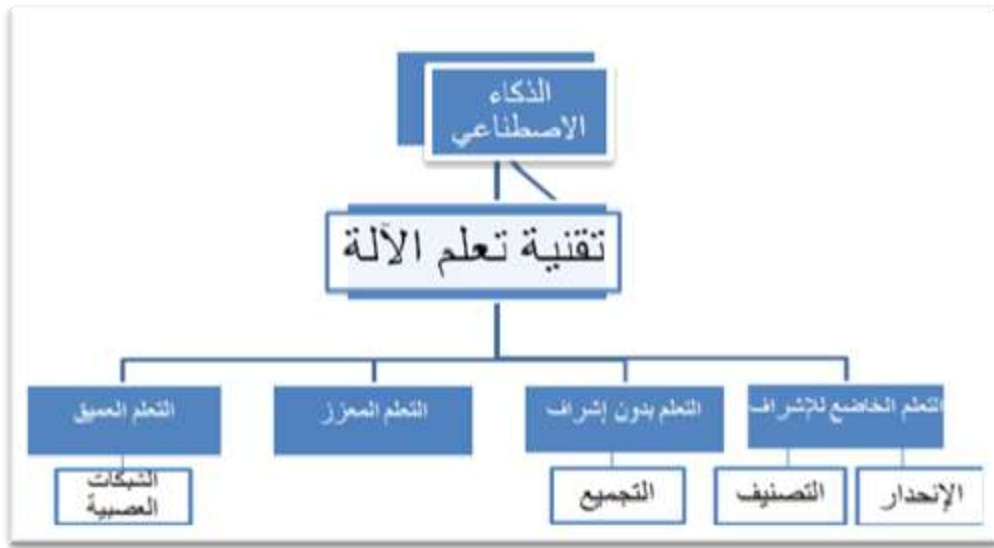 الذكاء
الاصطناعي
تقنية تعلم الآلة
التعلم الخاضع للإشراف
التعلم بدون إشراف
التعلم المعزز
التعلم العميق
الإنحدار
التصنيف
التجميع
الشبكات
العصبية